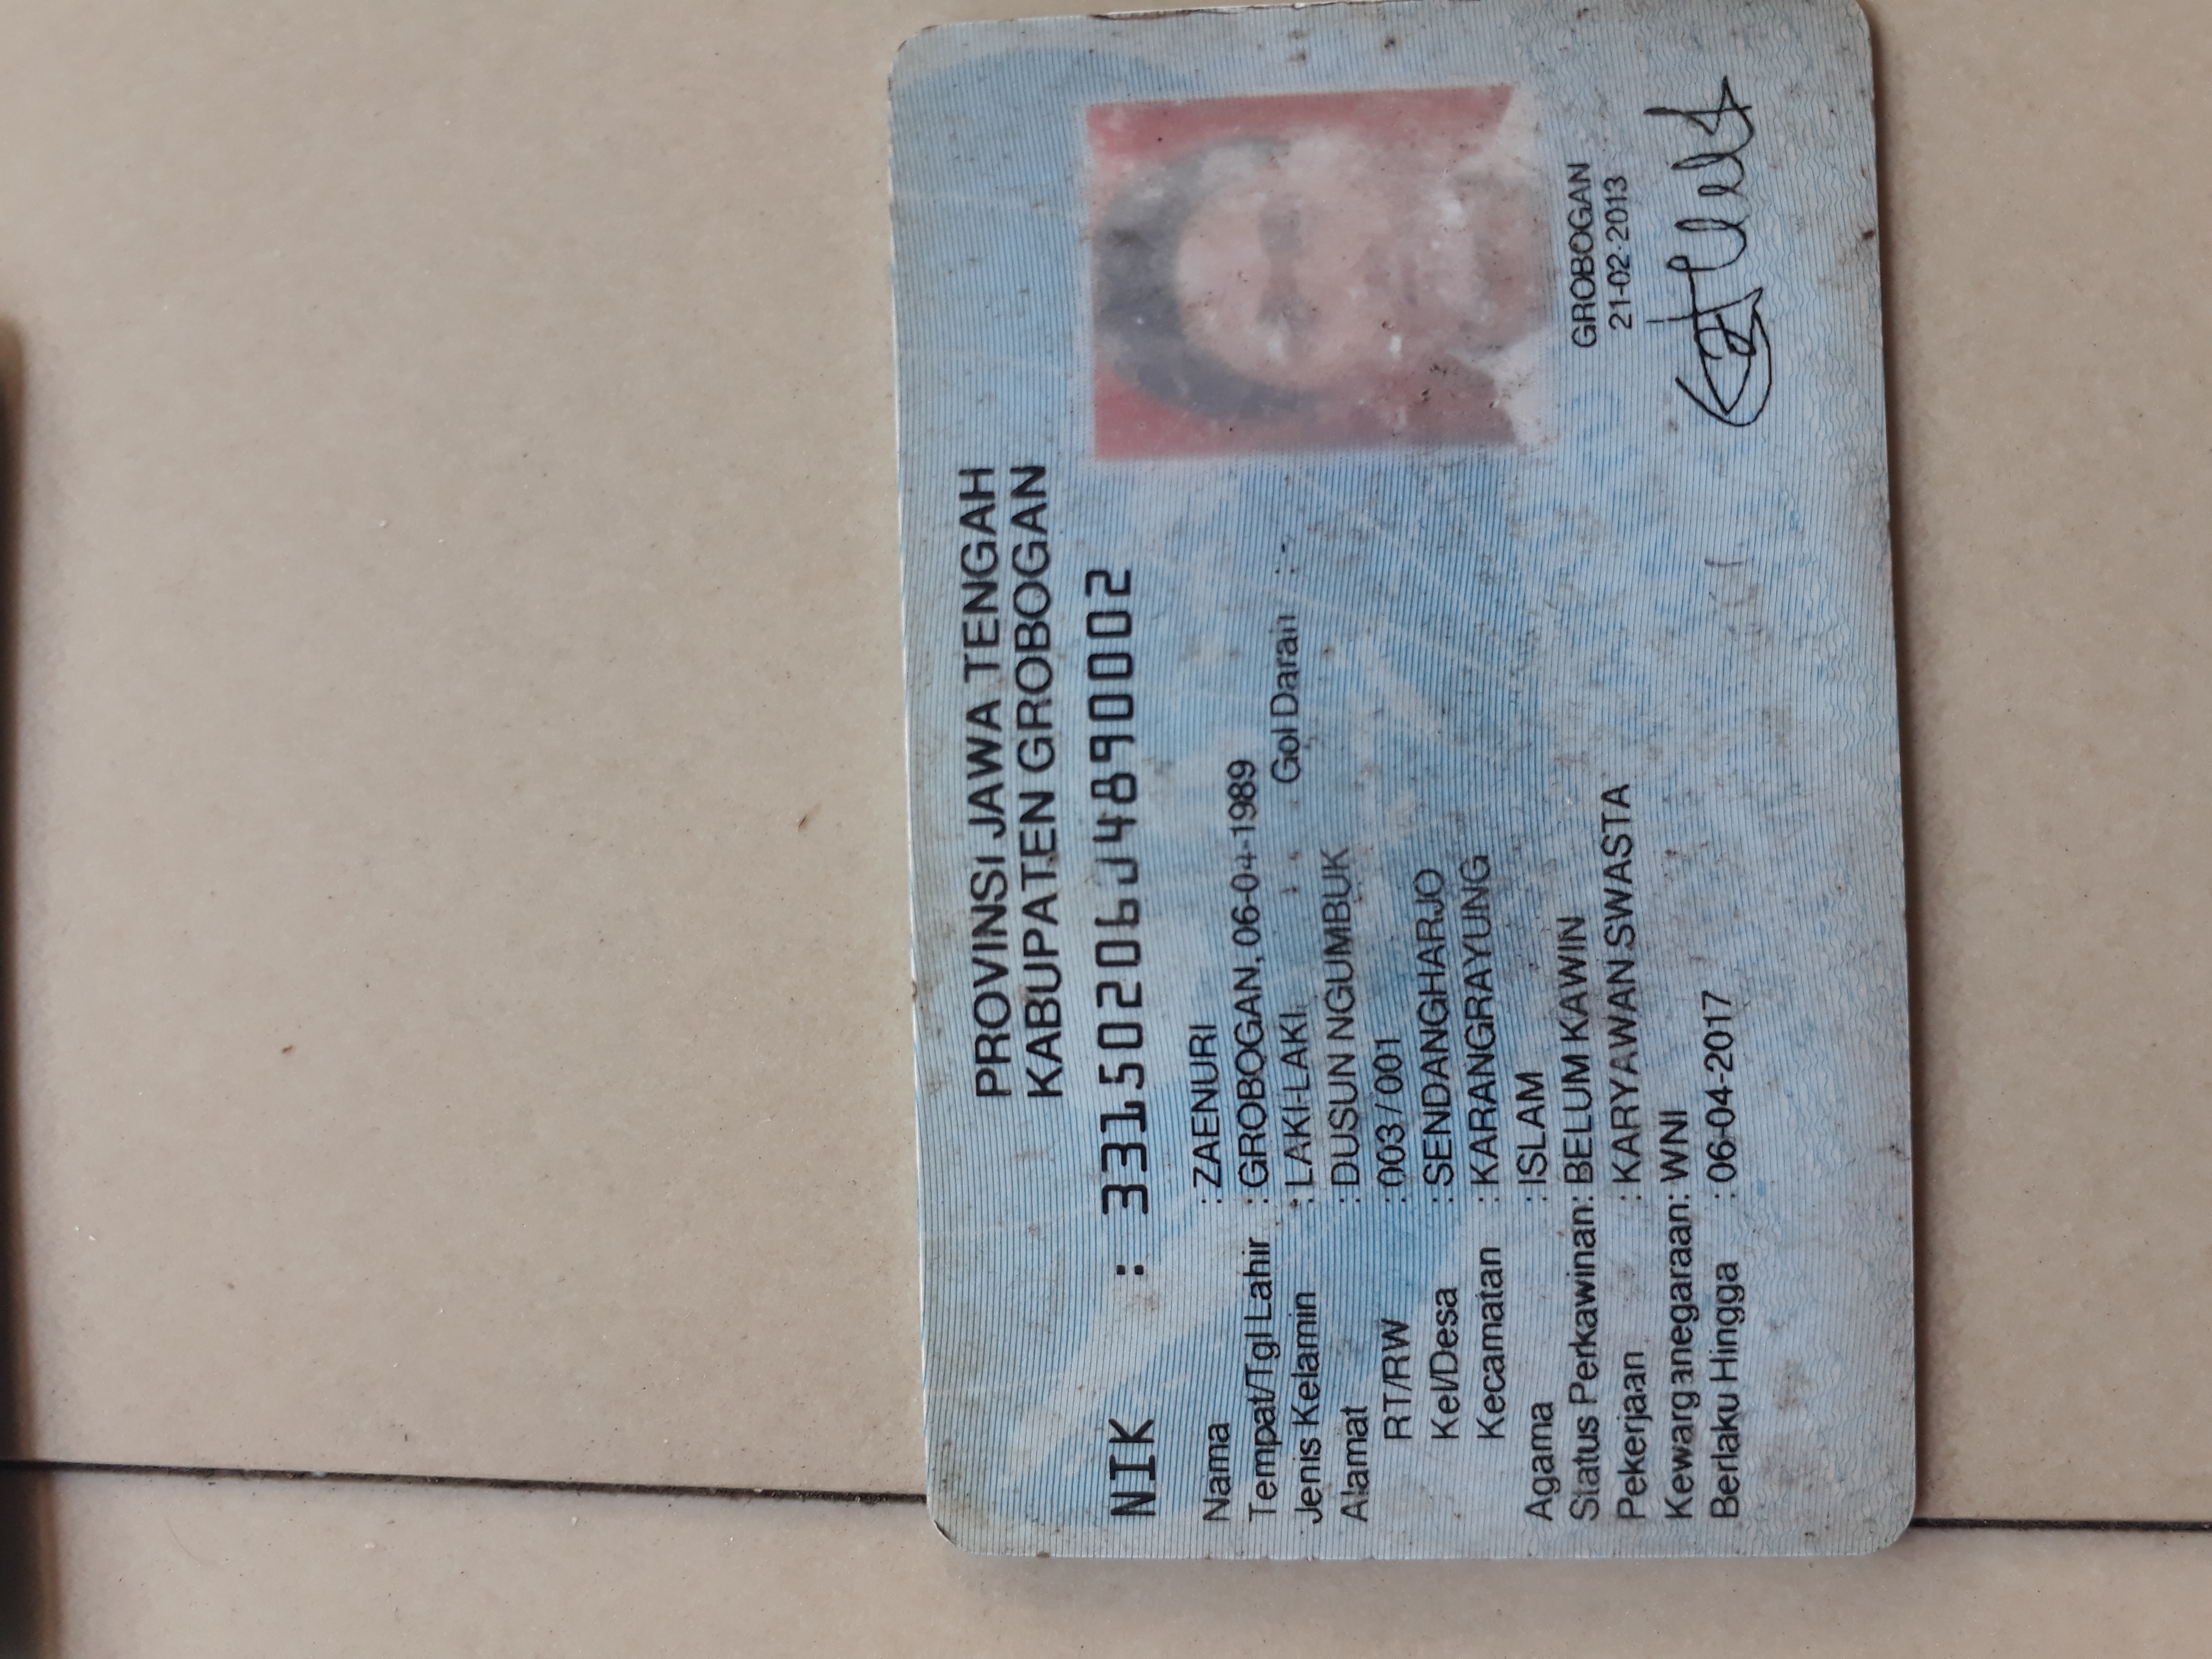 PROVINSI JAWA TENGAH
KABUPATEN GROBOGAN
NIK :
Nama : ZAENURI
Tempat/Tgl Lahir : GROBOGAN, 06-04-1989
Jenis Kelamin : LAKI-LAKI Gol Darah : -
Alamat : DUSUN NGUMBUK
RT/RW : 003 / 001
Kel/Desa : SENDANGHARJO
Kecamatan : KARANGRAYUNG
Agama : ISLAM
Status Perkawinan: BELUM KAWIN
Pekerjaan : KARYAWAN SWASTA
Kewarganegaraan: WNI
Berlaku Hingga : 06-04-2017
GROBOGAN
21-02-2013